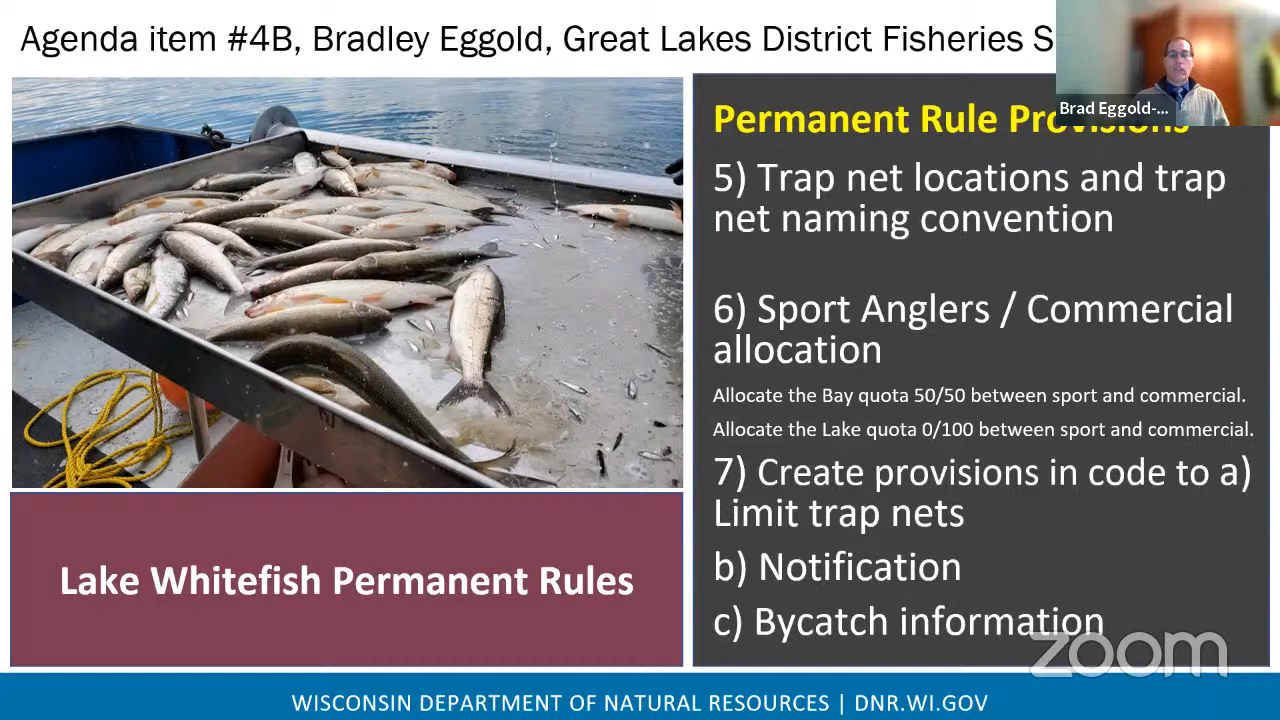 Agenda item #4B, Bradley Eggold, Great Lakes District Fisheries S
Brad Eggold-...
Permanent Rule Provisions
5) Trap net locations and trap
net naming convention
6) Sport Anglers / Commercial
allocation
Allocate the Bay quota 50/50 between sport and commercial.
Allocate the Lake quota 0/100 between sport and commercial.
7) Create provisions in code to a)
Limit trap nets
b) Notification
c) Bycatch information
Lake Whitefish Permanent Rules
zoom
WISCONSIN DEPARTMENT OF NATURAL RESOURCES | DNR.WI.GOV